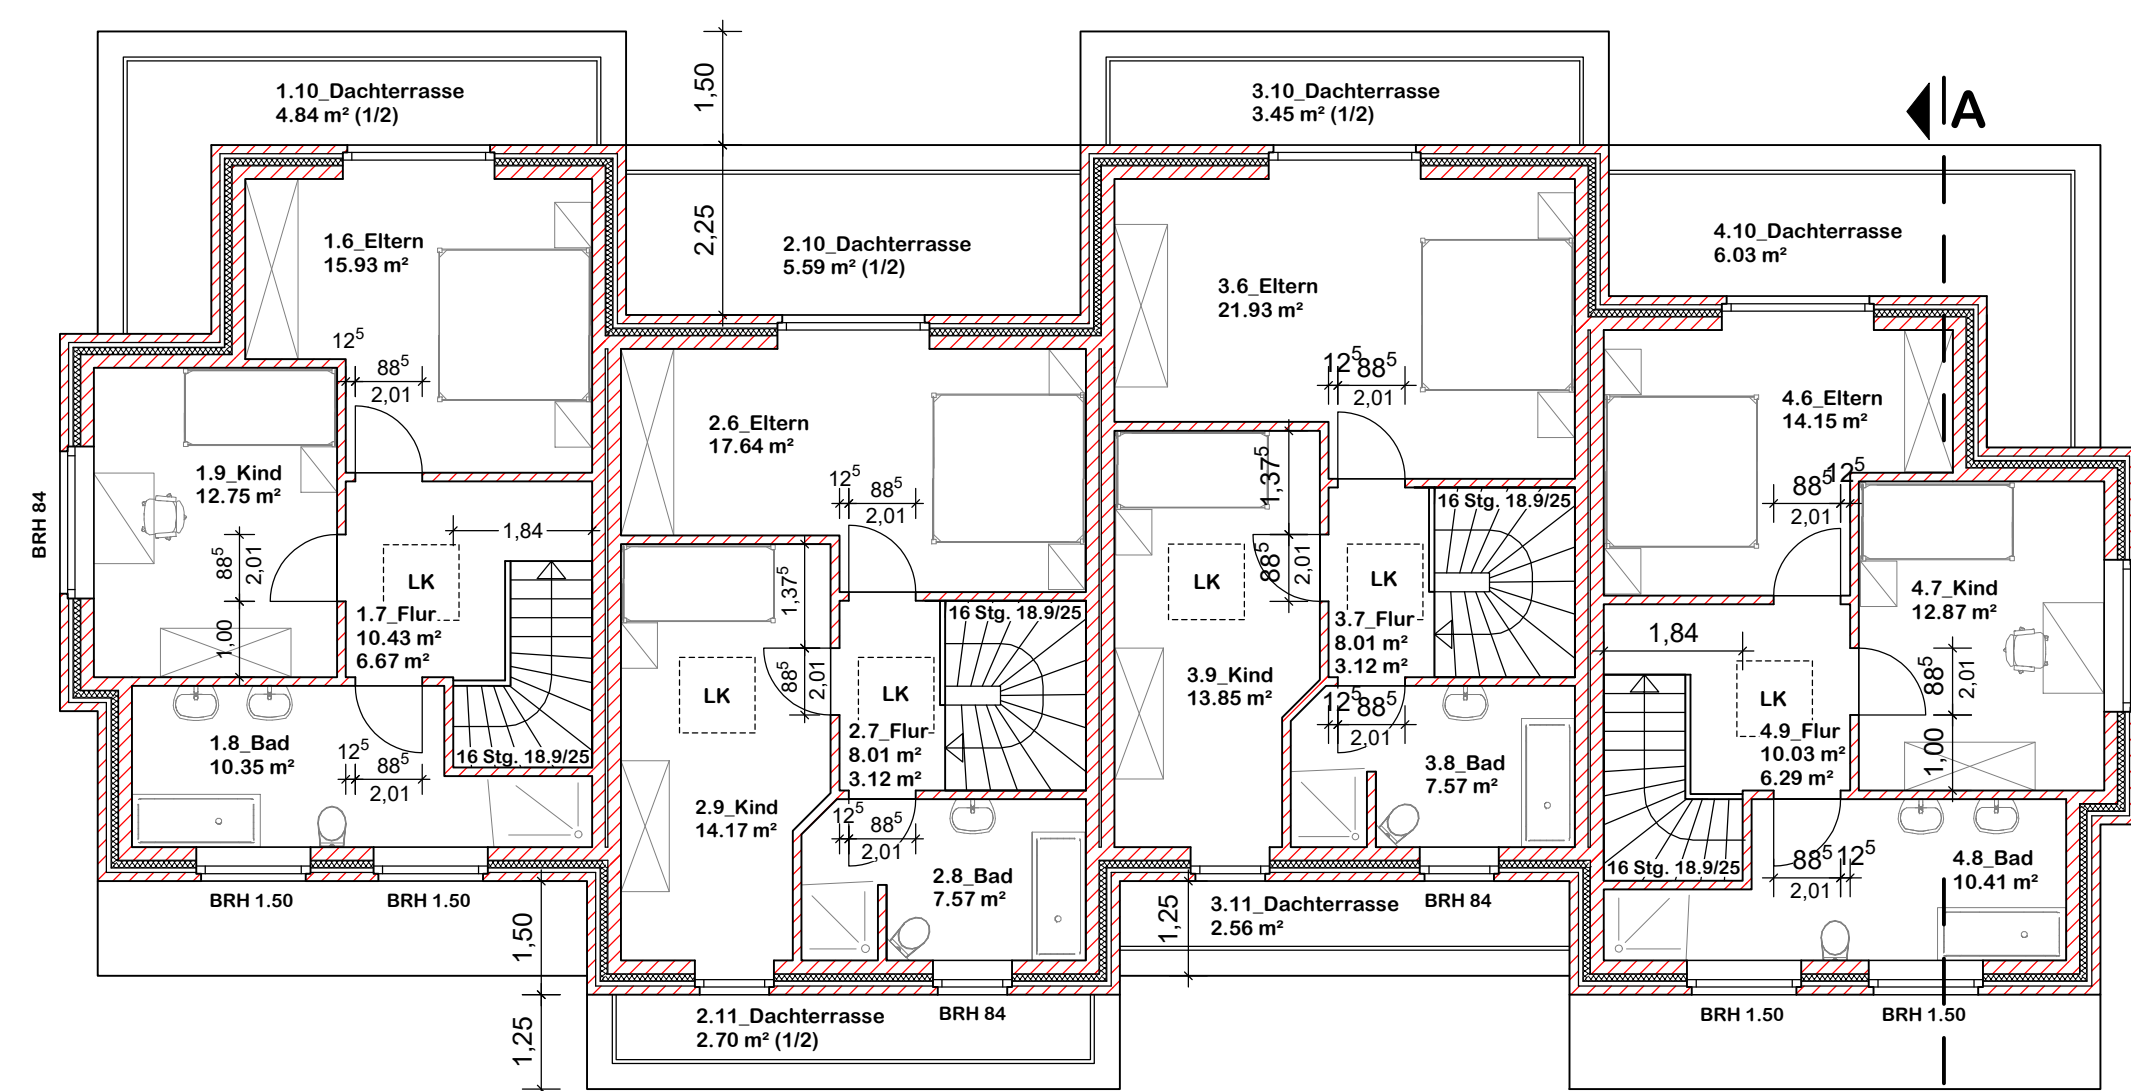 1.10_Dachterrasse
4.84 m² (1/2)
1,50
3.10_Dachterrasse
3.45 m² (1/2)
A
2,25
1.6_Eltern
15.93 m²
2.10_Dachterrasse
5.59 m² (1/2)
4.10_Dachterrasse
6.03 m²
3.6_Eltern
21.93 m²
12⁵
88⁵
2,01
12⁵
88⁵
2,01
2.6_Eltern
17.64 m²
4.6_Eltern
14.15 m²
BRH 84
1.9_Kind
12.75 m²
88⁵
2,01
1,00
1,84
LK
1.7_Flur
10.43 m²
6.67 m²
16 Stg. 18.9/25
12⁵
88⁵
2,01
1,37⁵
88⁵
2,01
LK
LK
16 Stg. 18.9/25
2.7_Flur
8.01 m²
3.12 m²
1,37⁵
88⁵
2,01
LK
LK
16 Stg. 18.9/25
3.7_Flur
8.01 m²
3.12 m²
3.9_Kind
13.85 m²
88⁵
12⁵
2,01
4.7_Kind
12.87 m²
88⁵
2,01
1,00
1,84
LK
4.9_Flur
10.03 m²
6.29 m²
16 Stg. 18.9/25
1.8_Bad
10.35 m²
12⁵
88⁵
2,01
2.9_Kind
14.17 m²
12⁵
88⁵
2,01
2.8_Bad
7.57 m²
12⁵
88⁵
2,01
3.8_Bad
7.57 m²
88⁵
12⁵
2,01
4.8_Bad
10.41 m²
BRH 1.50
BRH 1.50
1,50
1,25
3.11_Dachterrasse
2.56 m²
BRH 84
1,25
2.11_Dachterrasse
2.70 m² (1/2)
BRH 84
BRH 1.50
BRH 1.50